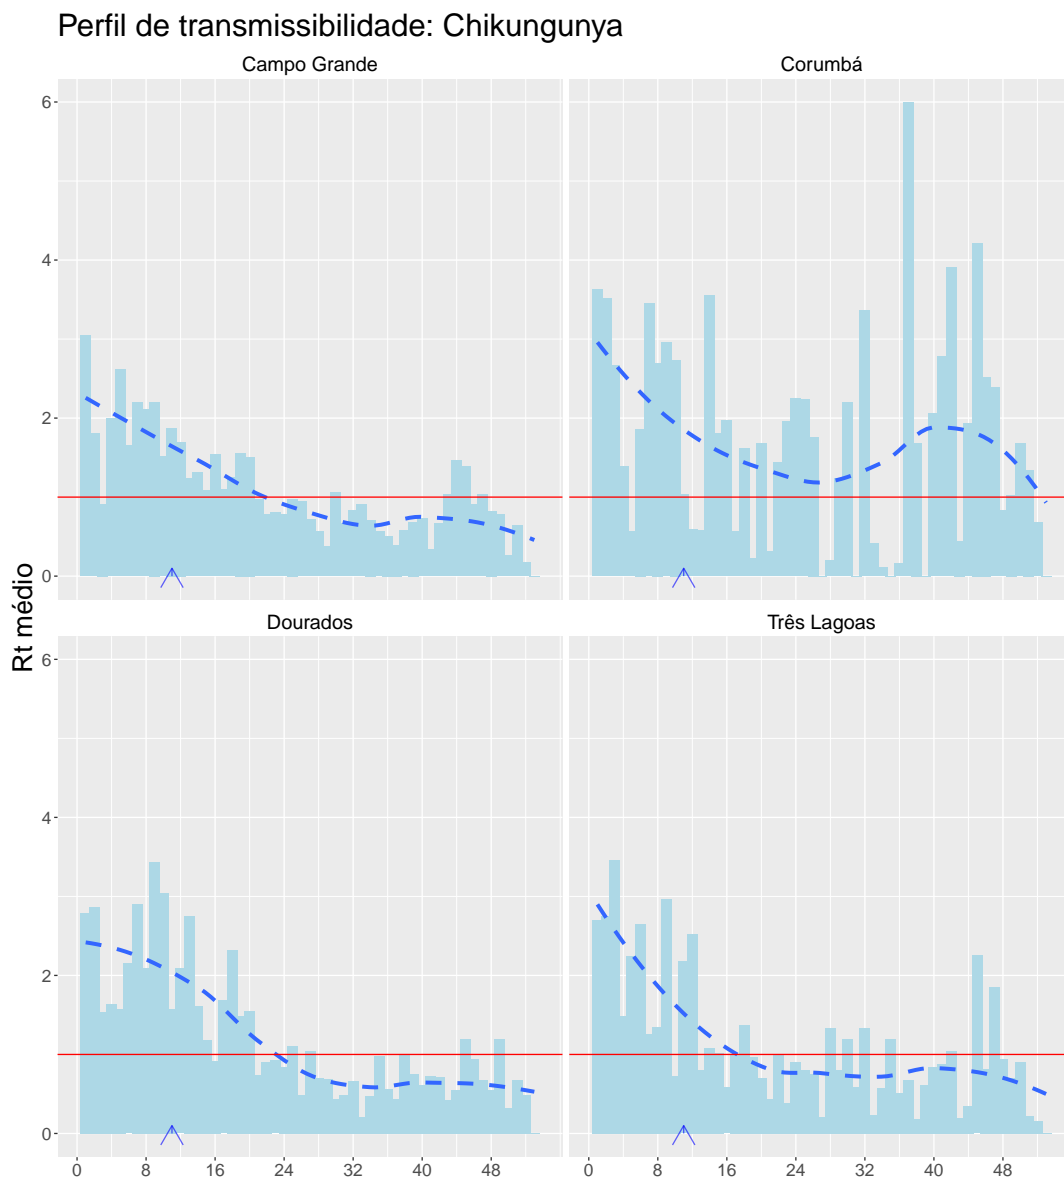 Perfil de transmissibilidade: Chikungunya
Campo Grande
Corumbá
6
4
2
0
Rt médio
Dourados
Três Lagoas
6
4
2
0
0 8 16 24 32 40 48
0 8 16 24 32 40 48